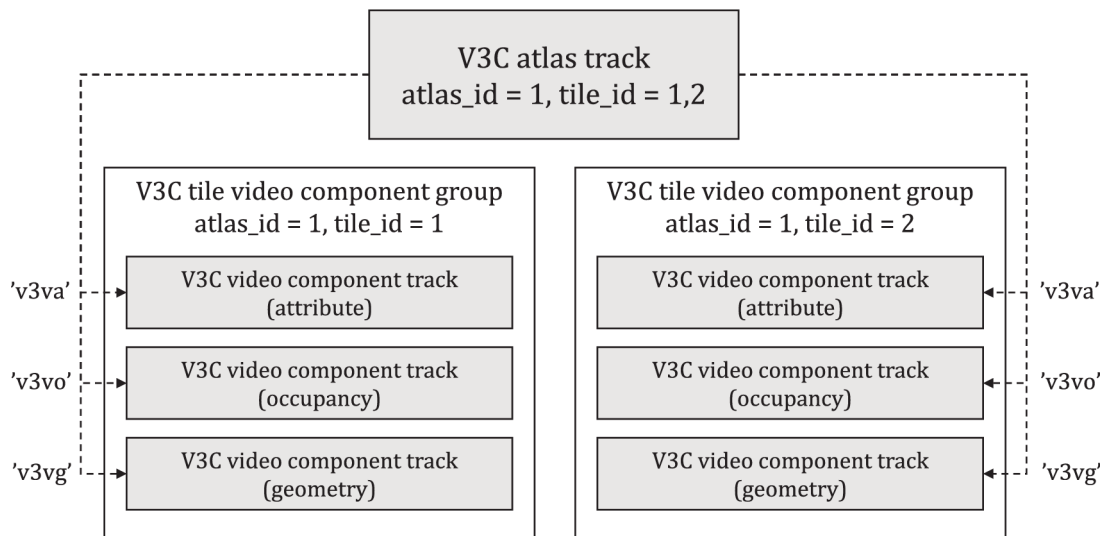 V3C atlas track
atlas_id = 1, tile_id = 1,2
V3C tile video component group
atlas_id = 1, tile_id = 1
V3C video component track
(attribute)
V3C video component track
(occupancy)
V3C video component track
(geometry)
’v3va’
’v3vo’
’v3vg’
V3C tile video component group
atlas_id = 1, tile_id = 2
V3C video component track
(attribute)
V3C video component track
(occupancy)
V3C video component track
(geometry)
’v3va’
’v3vo’
’v3vg’